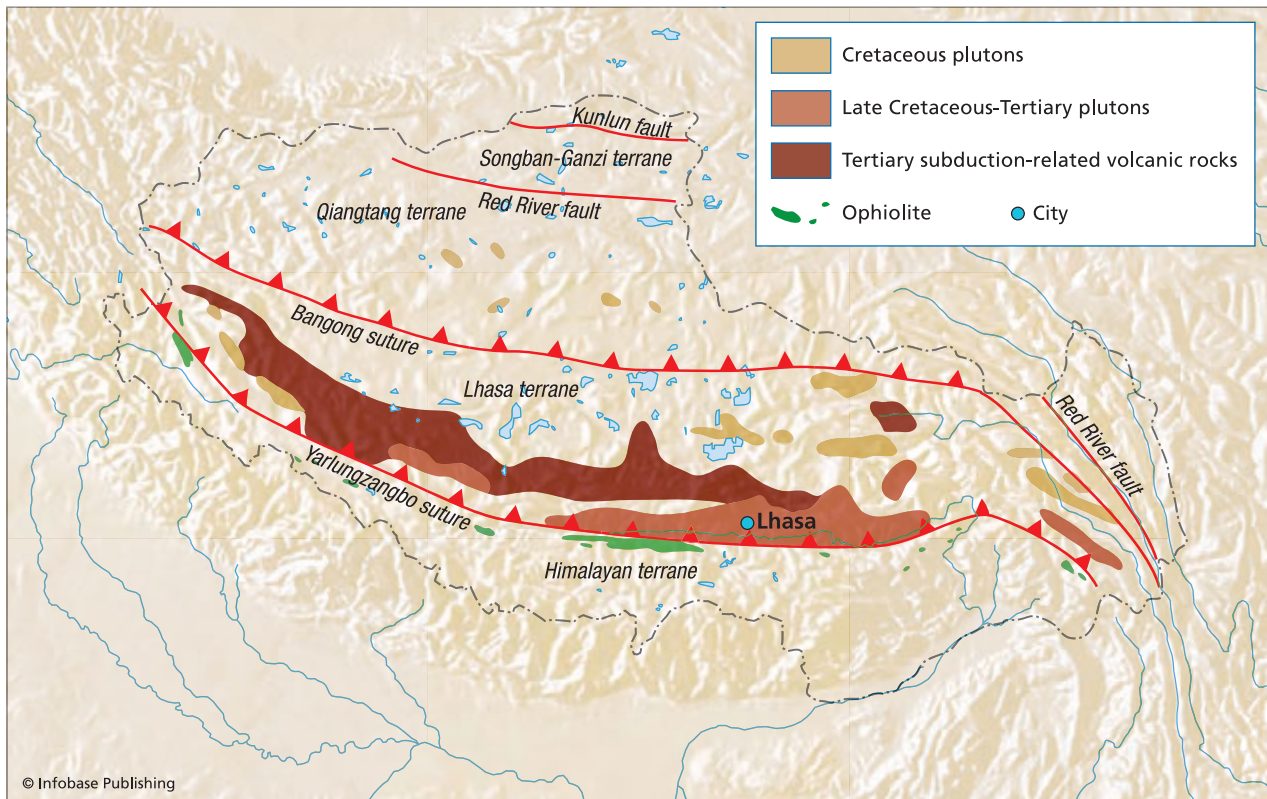 Cretaceous plutons
Late Cretaceous-Tertiary plutons
Tertiary subduction-related volcanic rocks
Ophiolite
City
Kunlun fault
Songban-Ganzi terrane
Red River fault
Qiangtang terrane
Bangong suture
Lhasa terrane
Red River fault
Yarlungzangbo suture
Lhasa
Himalayan terrane
© Infobase Publishing